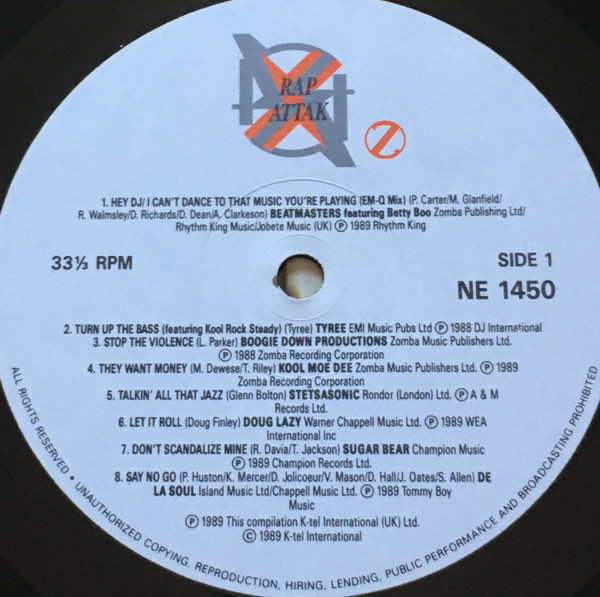 RAP
ATTAK
Z
1. HEY DJ/I CAN'T DANCE TO THAT MUSIC YOU'RE PLAYING (EM-Q Mix) (P. Carter/M. Glanfield/
R. Walmsley/D. Richards/D. Dean/A. Clarkeson) BEATMASTERS featuring Betty Boo Zomba Publishing Ltd/
Rhythm King Music/Jobete Music (UK) Ⓟ 1989 Rhythm King
33⅓ RPM
SIDE 1
NE 1450
2. TURN UP THE BASS (featuring Kool Rock Steady) (Tyree) TYREE EMI Music Pubs Ltd Ⓟ 1988 DJ International
3. STOP THE VIOLENCE (L. Parker) BOOGIE DOWN PRODUCTIONS Zomba Music Publishers Ltd.
Ⓟ 1988 Zomba Recording Corporation
4. THEY WANT MONEY (M. Dewese/T. Riley) KOOL MOE DEE Zomba Music Publishers Ltd. Ⓟ 1989
Zomba Recording Corporation
5. TALKIN' ALL THAT JAZZ (Glenn Bolton) STETSASONIC Rondor (London) Ltd. Ⓟ A & M
Records Ltd.
6. LET IT ROLL (Doug Finley) DOUG LAZY Warner Chappell Music Ltd. Ⓟ 1989 WEA
International Inc
7. DON'T SCANDALIZE MINE (R. Davia/T. Jackson) SUGAR BEAR Champion Music
Ⓟ 1989 Champion Records Ltd.
8. SAY NO GO (P. Huston/K. Mercer/D. Jolicoeur/V. Mason/D. Hall/J. Oates/S. Allen) DE
LA SOUL Island Music Ltd/Chappell Music Ltd. Ⓟ 1989 Tommy Boy
Music
Ⓟ 1989 This compilation K-tel International (UK) Ltd.
© 1989 K-tel International
ALL RIGHTS RESERVED • UNAUTHORIZED COPYING, REPRODUCTION, HIRING, LENDING, PUBLIC PERFORMANCE AND BROADCASTING PROHIBITED